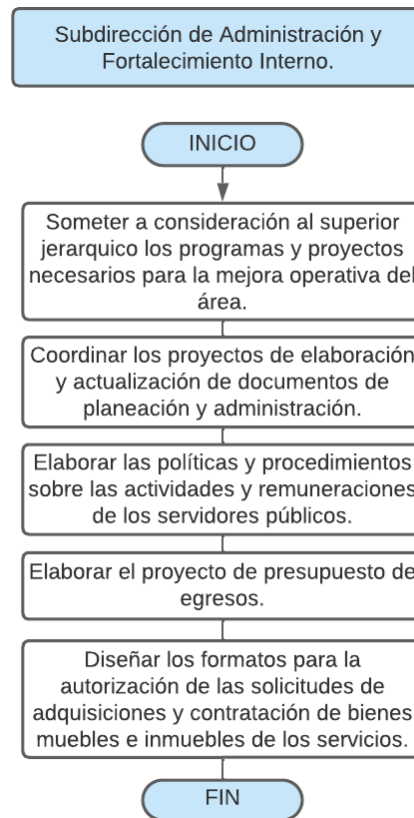 Subdirección de Administración y
Fortalecimiento Interno.
INICIO
Someter a consideración al superior
jerarquico los programas y proyectos
necesarios para la mejora operativa del
área.
Coordinar los proyectos de elaboración
y actualización de documentos de
planeación y administración.
Elaborar las políticas y procedimientos
sobre las actividades y remuneraciones
de los servidores públicos.
Elaborar el proyecto de presupuesto de
egresos.
Diseñar los formatos para la
autorización de las solicitudes de
adquisiciones y contratación de bienes
muebles e inmuebles de los servicios.
FIN